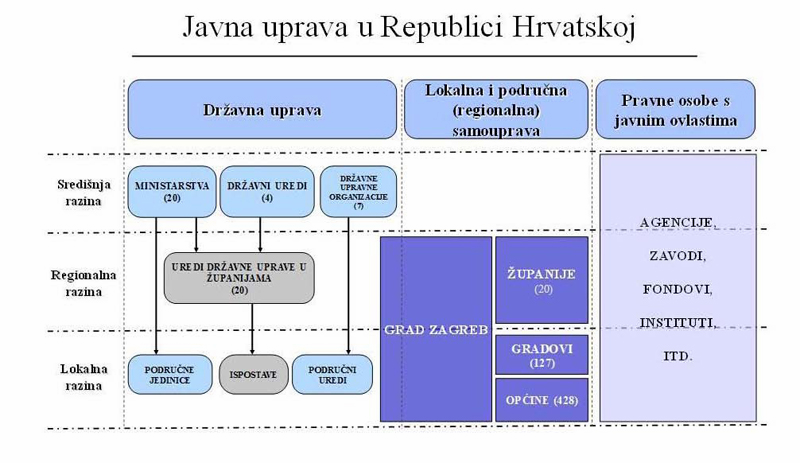 Javna uprava u Republici Hrvatskoj
Državna uprava
Lokalna i područna
(regionalna)
samouprava
Pravne osobe s
javnim ovlastima
Središnja
razina
MINISTARSTVA
(20)
DRŽAVNI UREDI
(4)
DRŽAVNE
UPRAVNE
ORGANIZACIJE
(7)
Regionalna
razina
UREDI DRŽAVNE UPRAVE U
ŽUPANIJAMA
(20)
GRAD ZAGREB
ŽUPANIJE
(20)
Lokalna
razina
PODRUČNE
JEDINICE
ISPOSTAVE
PODRUČNI
UREDI
GRADOVI
(127)
OPĆINE (428)
AGENCIJE,
ZAVODI,
FONDOVI,
INSTITUTI,
ITD.